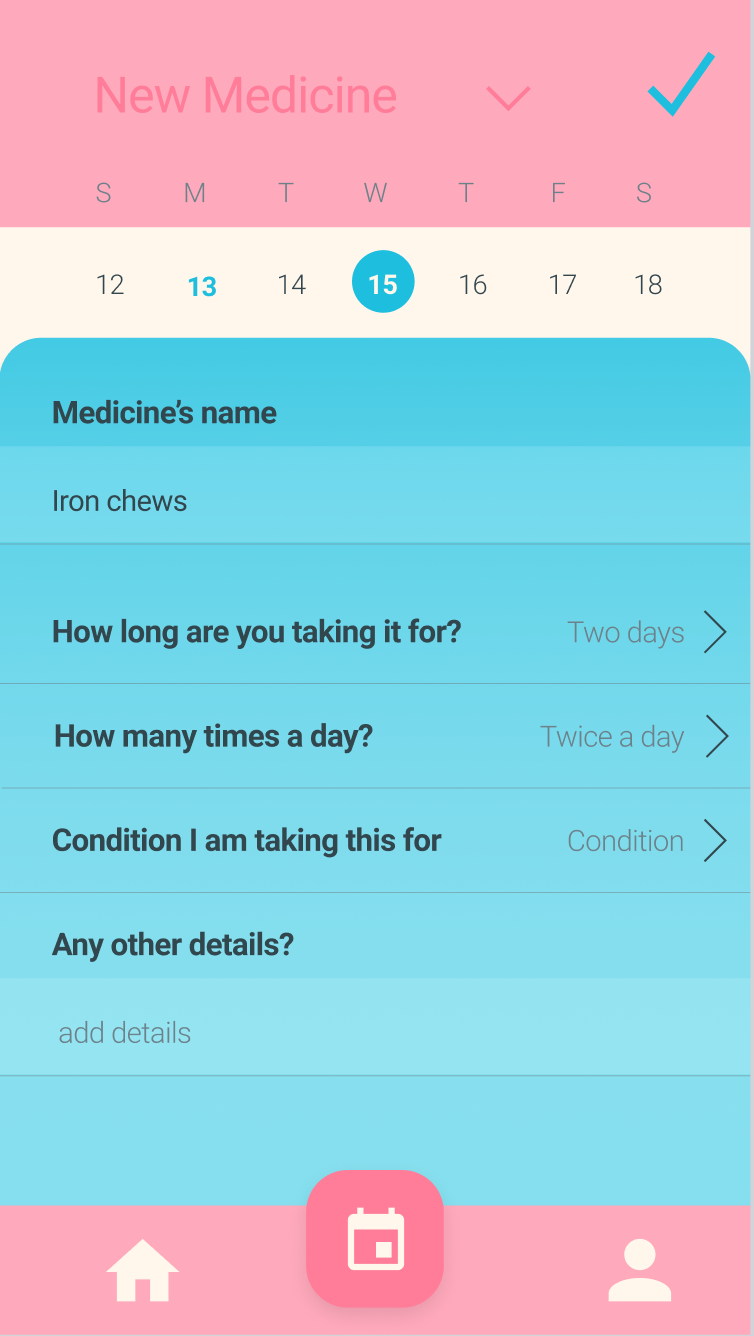 New Medicine
S M T W T F S
12 13 14 15 16 17 18
Medicine’s name
Iron chews
How long are you taking it for? Two days
How many times a day? Twice a day
Condition I am taking this for Condition
Any other details?
add details